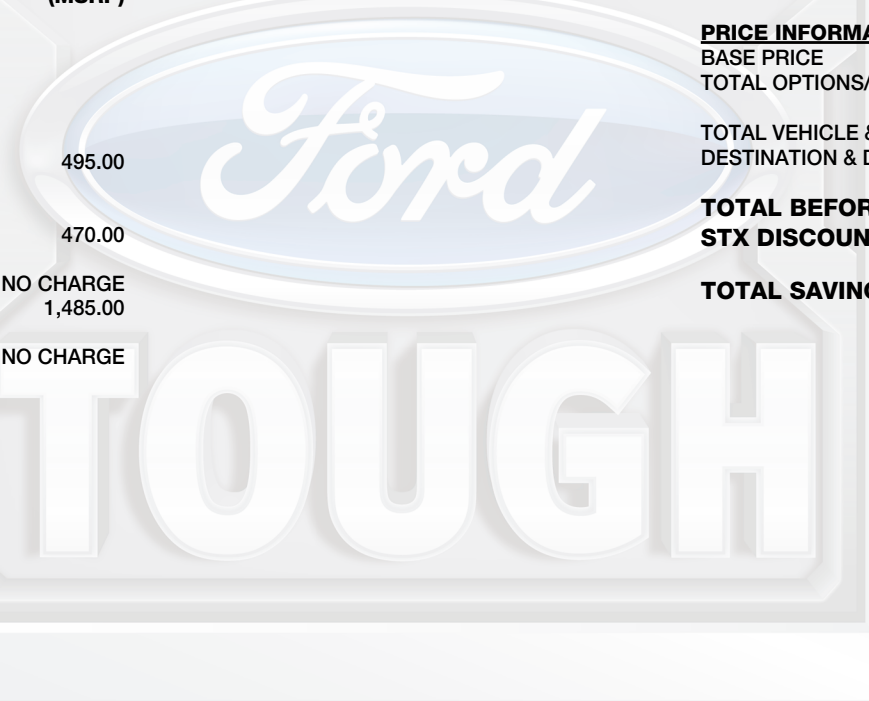 (MSRP)
495.00
470.00
NO CHARGE
1,485.00
NO CHARGE
PRICE INFORMA
BASE PRICE
TOTAL OPTIONS/
TOTAL VEHICLE &
DESTINATION & D
TOTAL BEFOR
STX DISCOUN
TOTAL SAVING
Ford
TOUGH